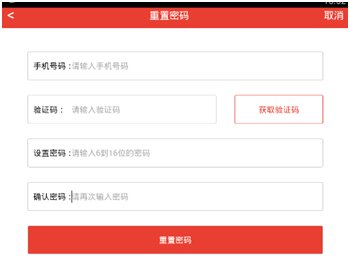 < 重置密码 取消
手机号码：请输入手机号码
验证码： 请输入验证码 获取验证码
设置密码：请输入6到16位的密码
确认密码：请再次输入密码
重置密码